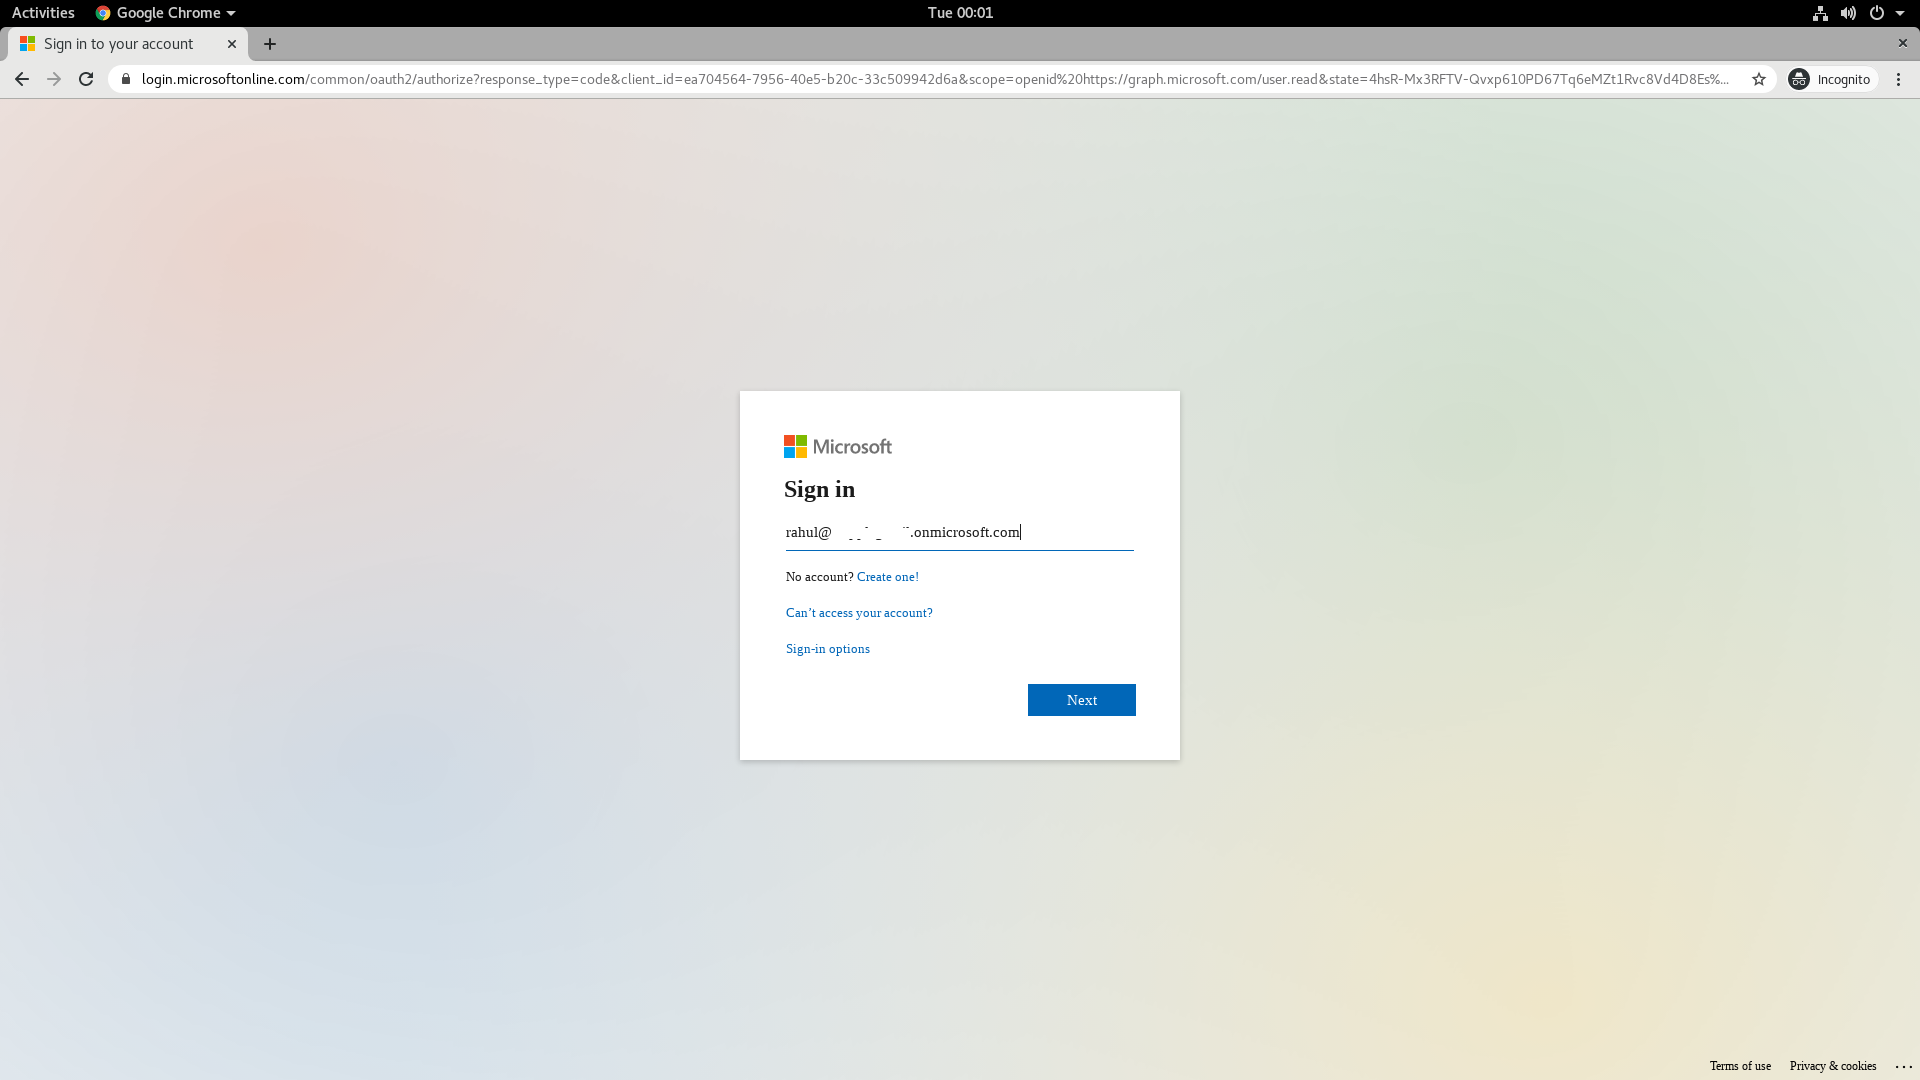 Activities
Google Chrome
Tue 00:01
Sign in to your account
login.microsoftonline.com/common/oauth2/authorize?response_type=code&client_id=ea704564-7956-40e5-b20c-33c509942d6a&scope=openid%20https://graph.microsoft.com/user.read&state=4hsR-Mx3RFTV-Qvxp610PD67Tq6eMZt1Rvc8Vd4D8Es%...
Incognito
Microsoft
Sign in
rahul@ .onmicrosoft.com
No account? Create one!
Can’t access your account?
Sign-in options
Next
Terms of use
Privacy & cookies